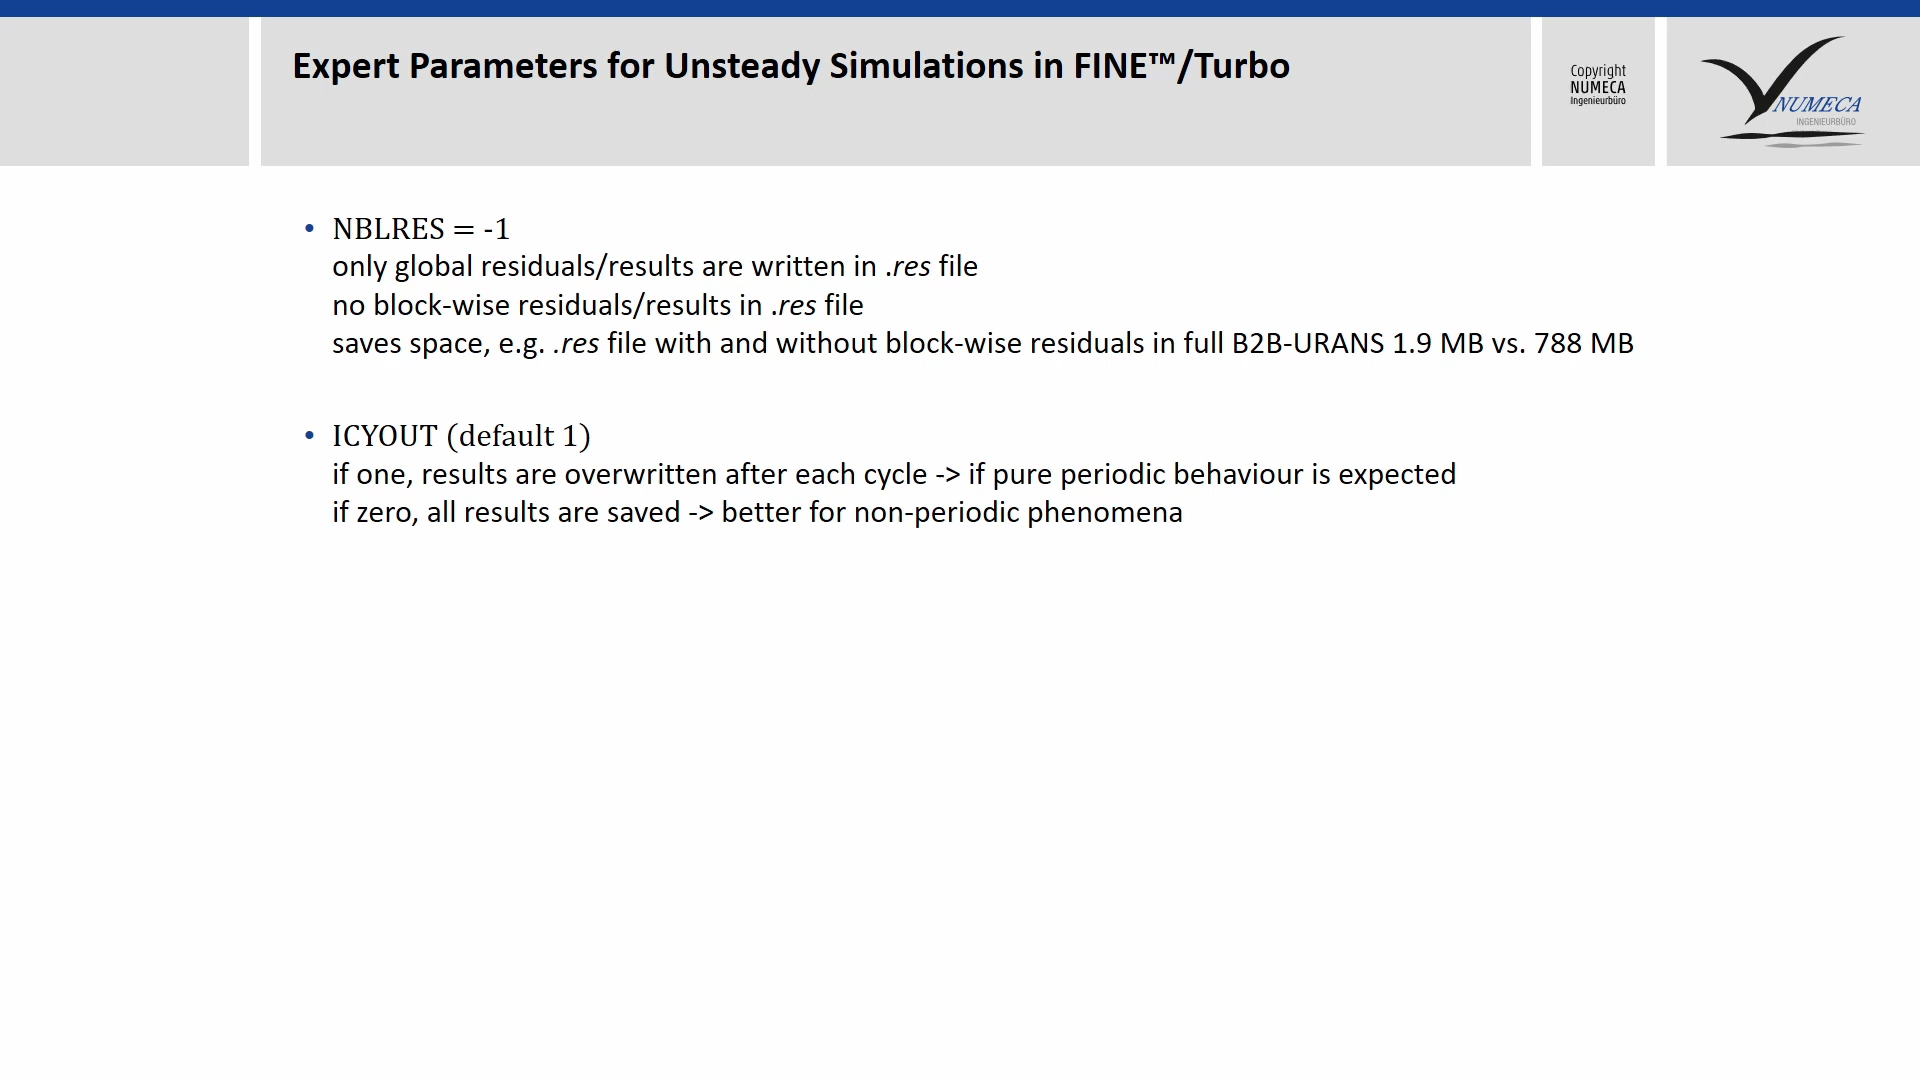 Expert Parameters for Unsteady Simulations in FINE™/Turbo
Copyright
NUMECA
Ingenieurbüro
NUMECA
INGENIEURBÜRO
• NBLRES = -1
only global residuals/results are written in .res file
no block-wise residuals/results in .res file
saves space, e.g. .res file with and without block-wise residuals in full B2B-URANS 1.9 MB vs. 788 MB
• ICYOUT (default 1)
if one, results are overwritten after each cycle -> if pure periodic behaviour is expected
if zero, all results are saved -> better for non-periodic phenomena